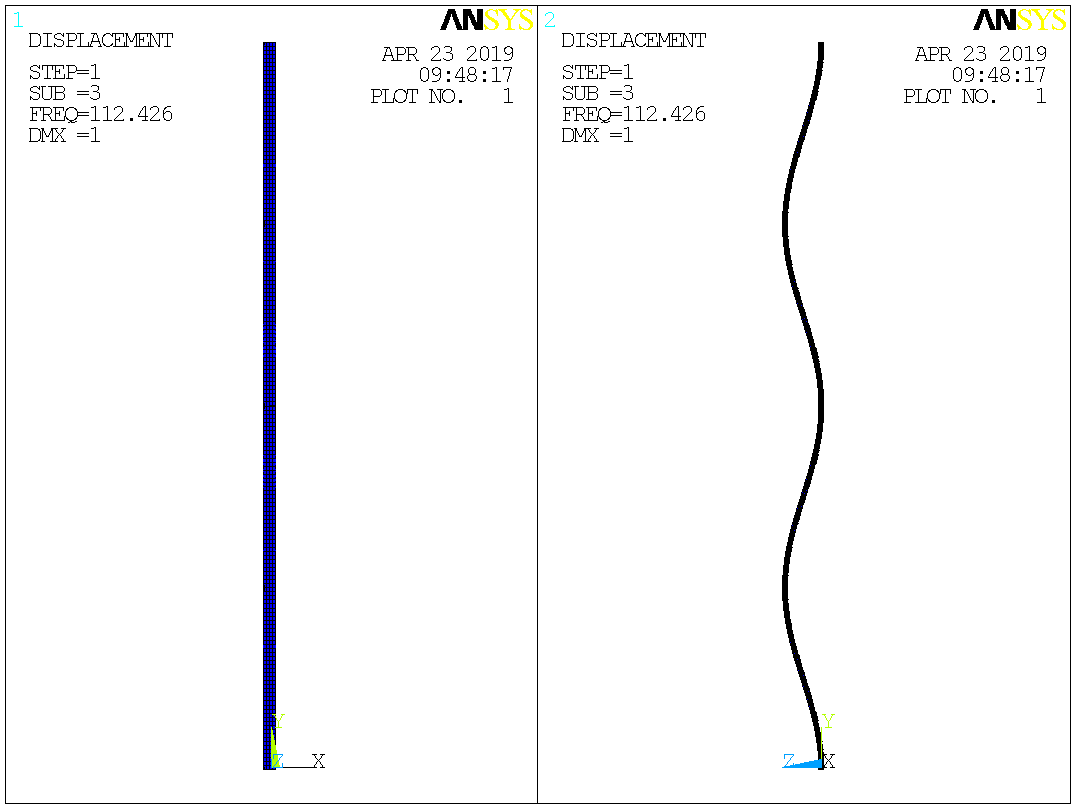 1
ANSYS
DISPLACEMENT
STEP=1
SUB =3
FREQ=112.426
DMX =1
APR 23 2019
09:48:17
PLOT NO. 1
Y
Z X
2
ANSYS
DISPLACEMENT
STEP=1
SUB =3
FREQ=112.426
DMX =1
APR 23 2019
09:48:17
PLOT NO. 1
Y
Z X